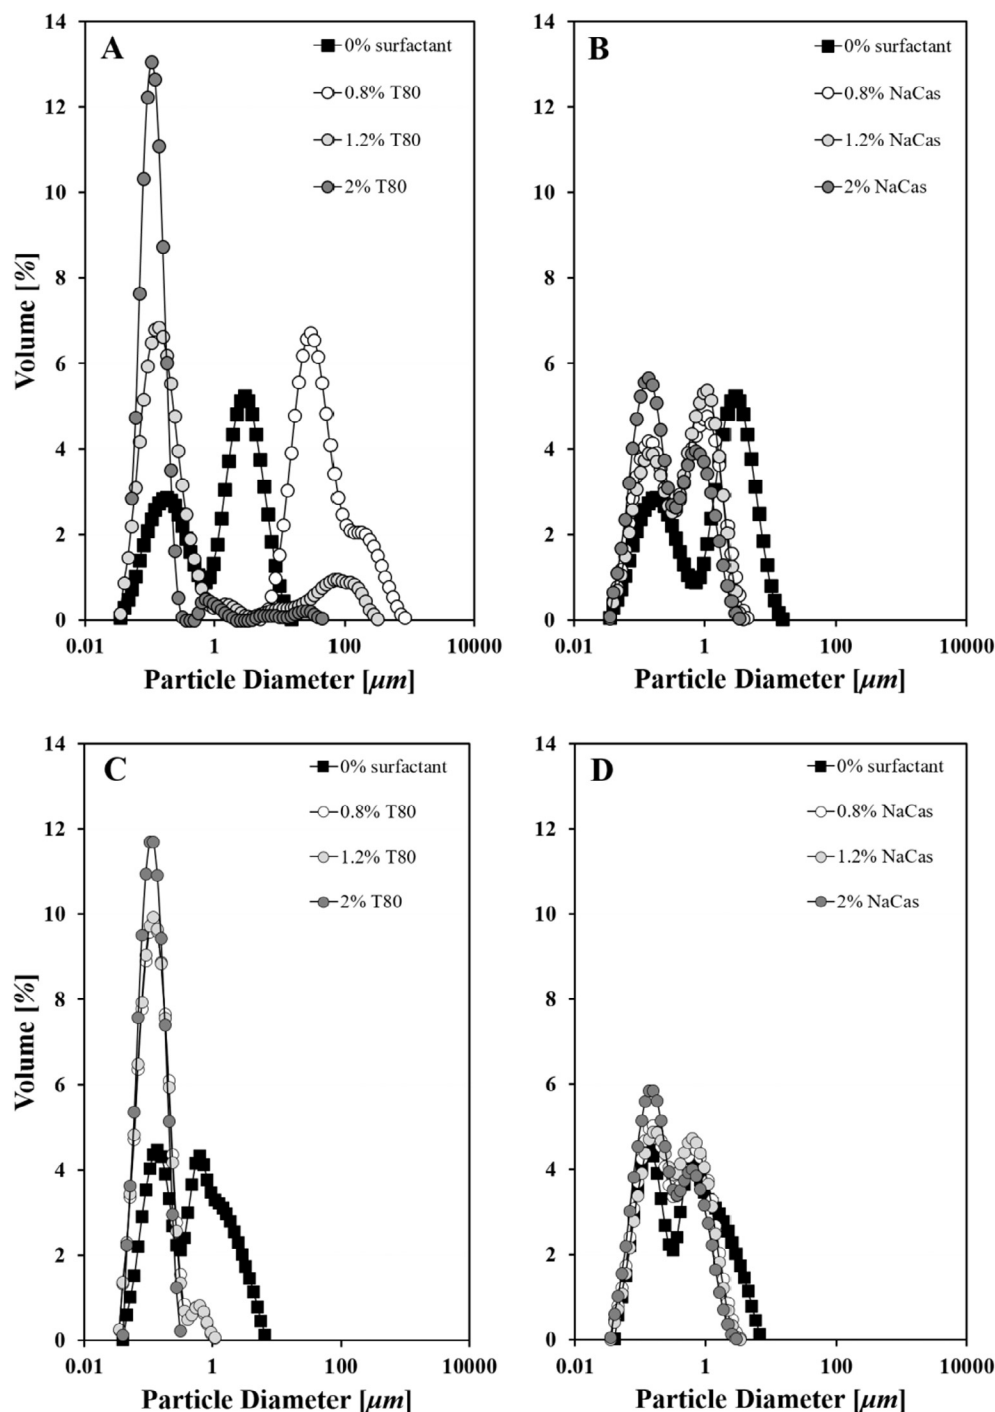 A
0% surfactant
0.8% T80
1.2% T80
2% T80
Volume [%]
14
12
10
8
6
4
2
0
0.01 1 100 10000
Particle Diameter [µm]
B
0% surfactant
0.8% NaCas
1.2% NaCas
2% NaCas
14
12
10
8
6
4
2
0
0.01 1 100 10000
Particle Diameter [µm]
C
0% surfactant
0.8% T80
1.2% T80
2% T80
Volume [%]
14
12
10
8
6
4
2
0
0.01 1 100 10000
Particle Diameter [µm]
D
0% surfactant
0.8% NaCas
1.2% NaCas
2% NaCas
14
12
10
8
6
4
2
0
0.01 1 100 10000
Particle Diameter [µm]